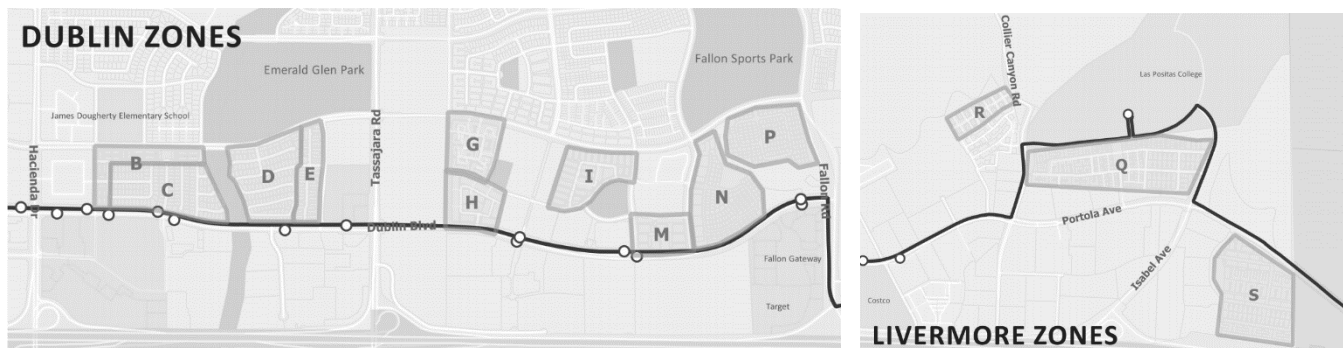 DUBLIN ZONES
Emerald Glen Park
Fallon Sports Park
James Dougherty Elementary School
Hacienda Dr
Tassajara Rd
Fallon Rd
Dublin Blvd
B
C
D
E
G
H
I
M
N
P
Fallon Gateway
Target
Collier Canyon Rd
Las Positas College
R
Q
Portola Ave
Isabel Ave
S
Costco
LIVERMORE ZONES